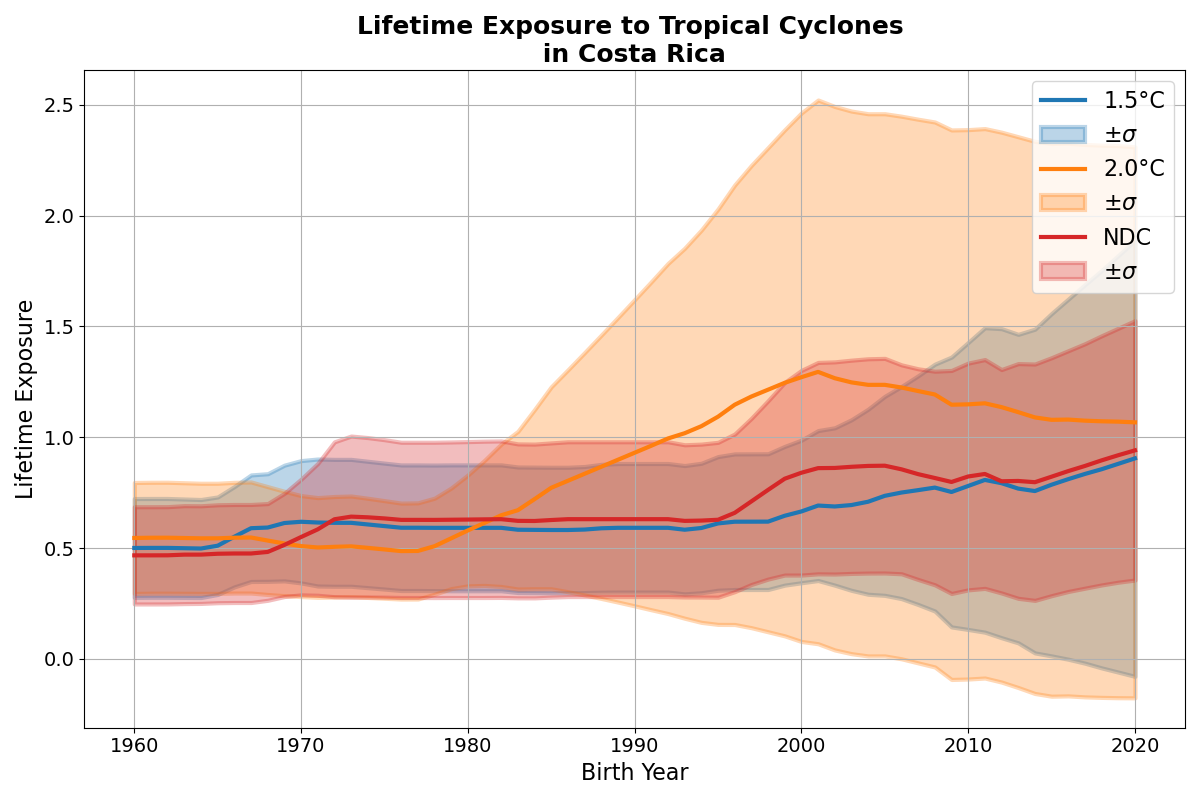 Lifetime Exposure to Tropical Cyclones
in Costa Rica
Lifetime Exposure
2.5
2.0
1.5
1.0
0.5
0.0
1960
1970
1980
1990
2000
2010
2020
Birth Year
1.5°C
±σ
2.0°C
±σ
NDC
±σ